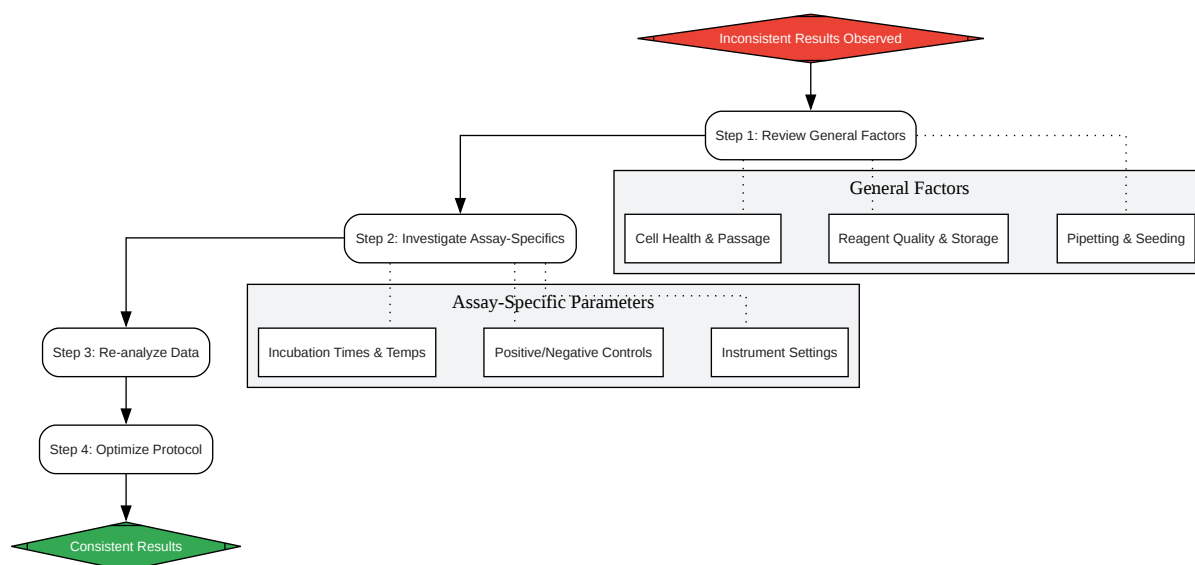 Inconsistent Results Observed
Step 1: Review General Factors
General Factors
Cell Health & Passage
Reagent Quality & Storage
Pipetting & Seeding
Step 2: Investigate Assay-Specifics
Assay-Specific Parameters
Incubation Times & Temps
Positive/Negative Controls
Instrument Settings
Step 3: Re-analyze Data
Step 4: Optimize Protocol
Consistent Results